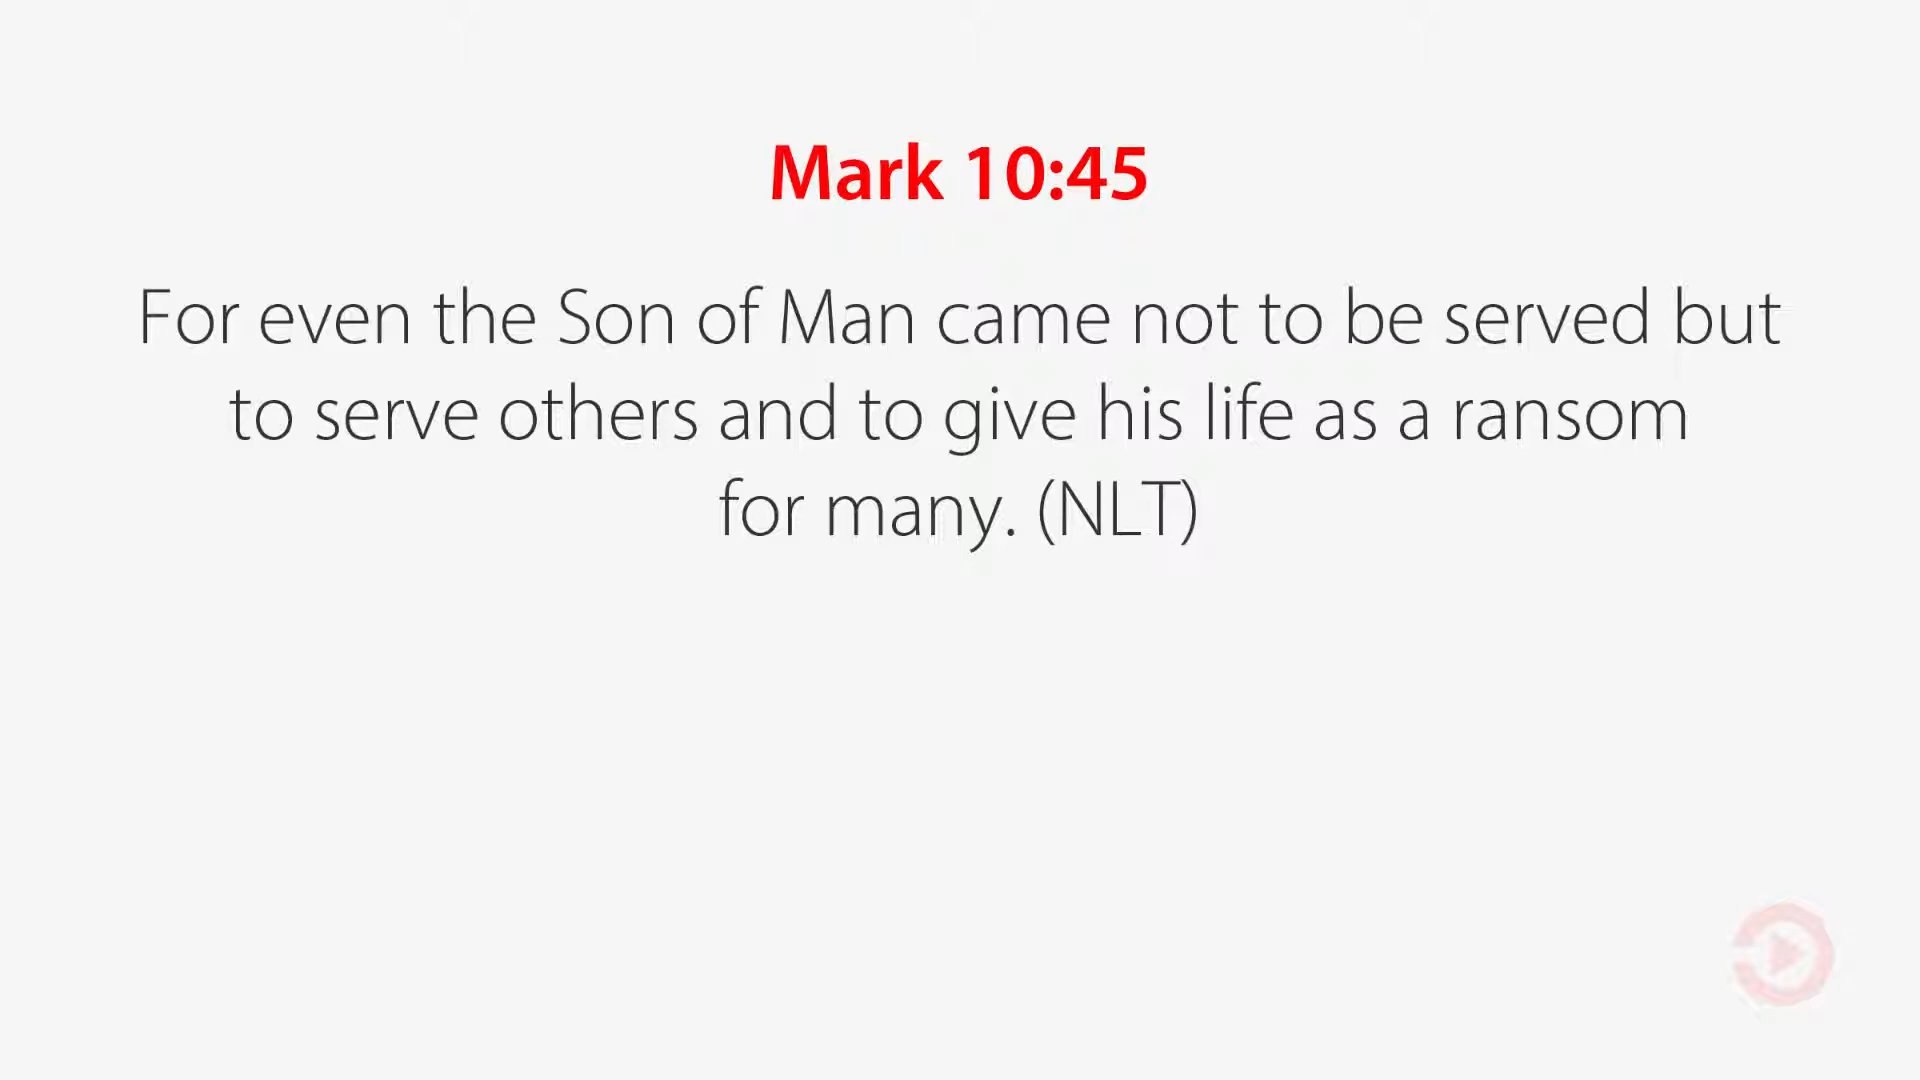 Mark 10:45
For even the Son of Man came not to be served but
to serve others and to give his life as a ransom
for many. (NLT)